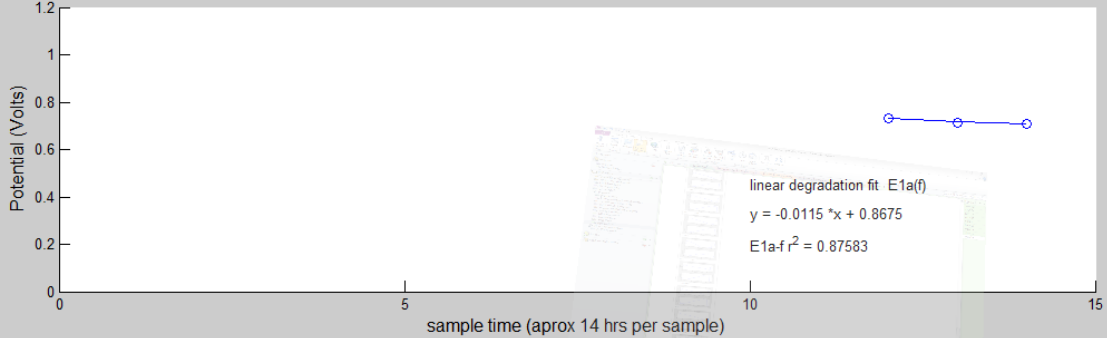 1.2
1
0.8
0.6
0.4
0.2
0
Potential (Volts)
linear degradation fit E1a(f)
y = -0.0115 *x + 0.8675
E1a-f r² = 0.87583
0 5 10 15
sample time (aprox 14 hrs per sample)